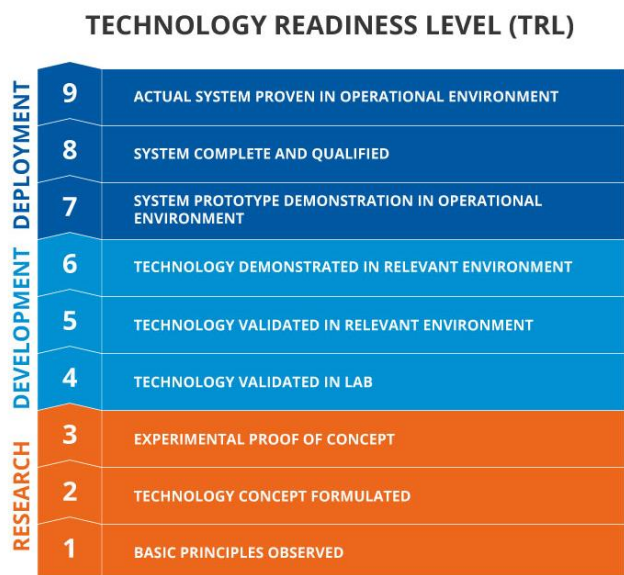 TECHNOLOGY READINESS LEVEL (TRL)
DEPLOYMENT
9 ACTUAL SYSTEM PROVEN IN OPERATIONAL ENVIRONMENT
8 SYSTEM COMPLETE AND QUALIFIED
7 SYSTEM PROTOTYPE DEMONSTRATION IN OPERATIONAL
ENVIRONMENT
DEVELOPMENT
6 TECHNOLOGY DEMONSTRATED IN RELEVANT ENVIRONMENT
5 TECHNOLOGY VALIDATED IN RELEVANT ENVIRONMENT
4 TECHNOLOGY VALIDATED IN LAB
RESEARCH
3 EXPERIMENTAL PROOF OF CONCEPT
2 TECHNOLOGY CONCEPT FORMULATED
1 BASIC PRINCIPLES OBSERVED